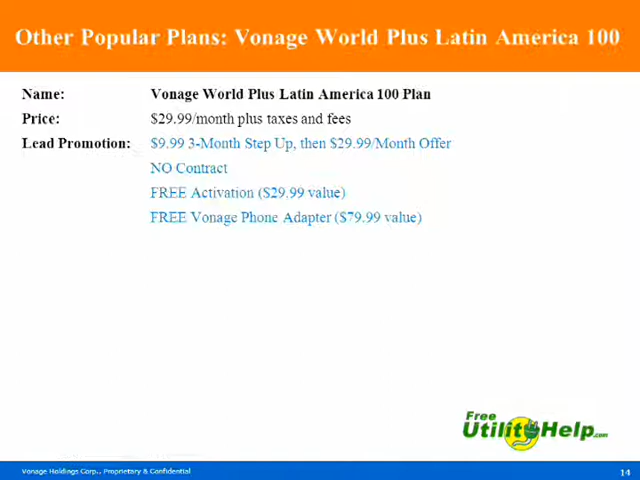 Other Popular Plans: Vonage World Plus Latin America 100
Name: Vonage World Plus Latin America 100 Plan
Price: $29.99/month plus taxes and fees
Lead Promotion: $9.99 3-Month Step Up, then $29.99/Month Offer
NO Contract
FREE Activation ($29.99 value)
FREE Vonage Phone Adapter ($79.99 value)
Free
UtilityHelp.com
Vonage Holdings Corp., Proprietary & Confidential
14